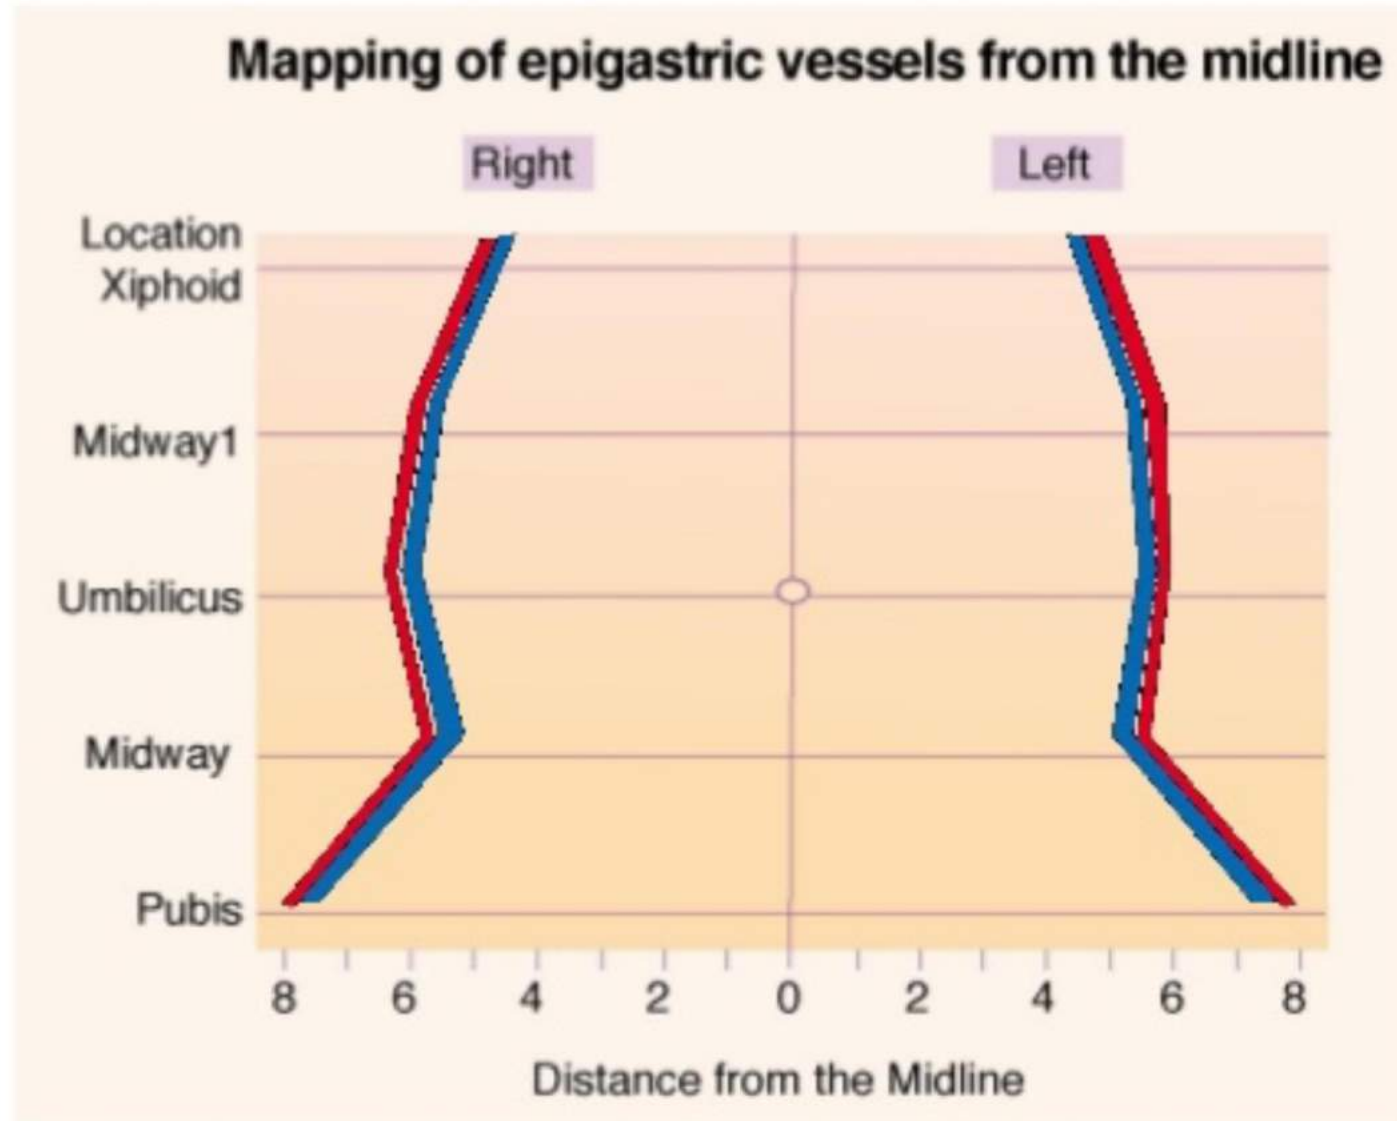 Mapping of epigastric vessels from the midline
Right Left
Location
Xiphoid
Midway1
Umbilicus
Midway
Pubis
8 6 4 2 0 2 4 6 8
Distance from the Midline